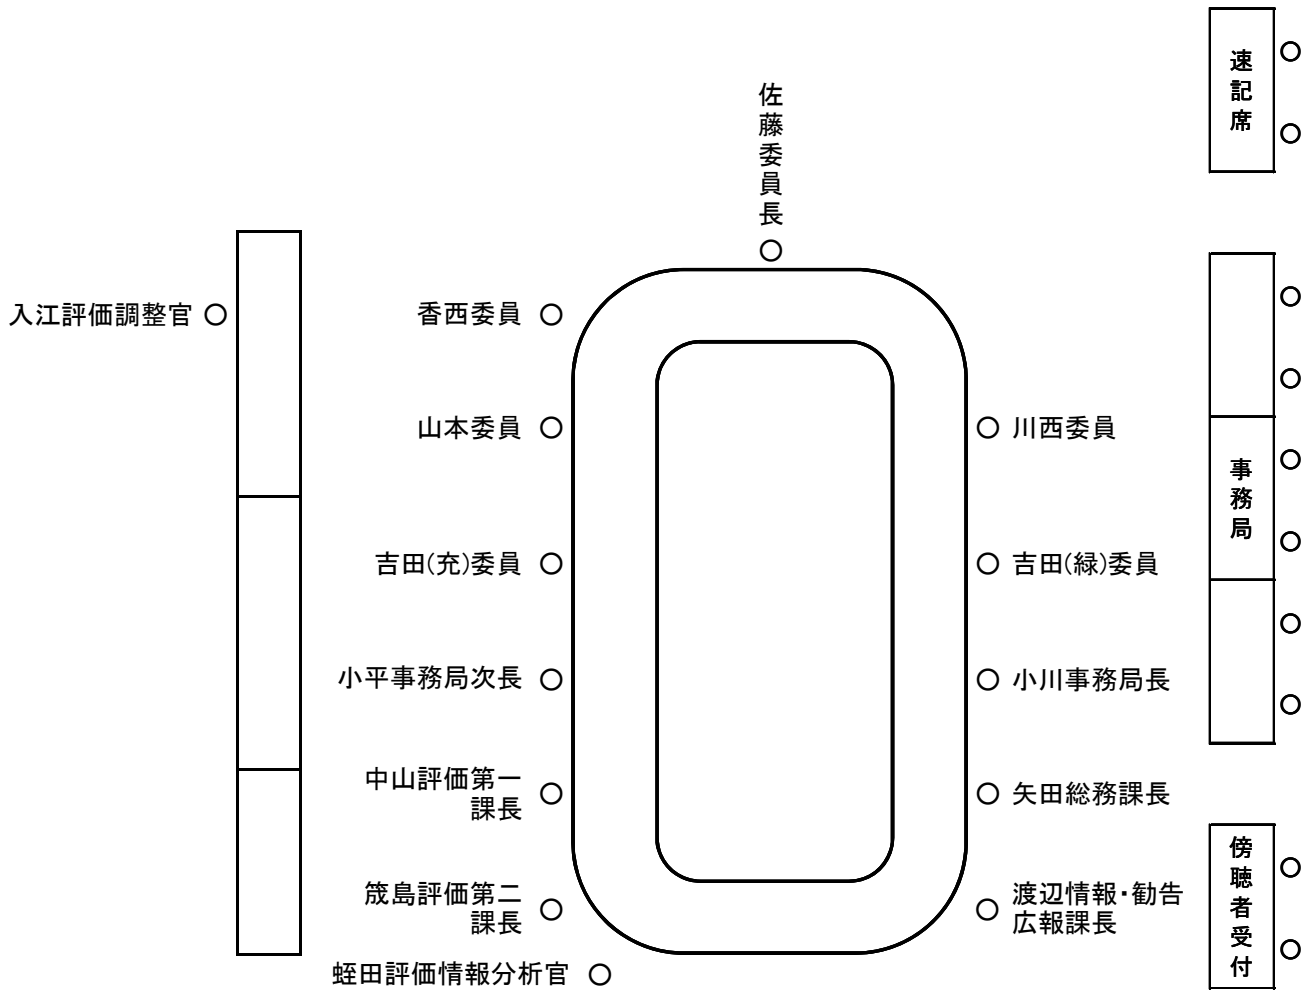 速記席
佐藤委員長
入江評価調整官
香西委員
山本委員
川西委員
事務局
吉田(充)委員
吉田(緑)委員
小平事務局次長
小川事務局長
中山評価第一
課長
矢田総務課長
傍聴者受付
筬島評価第二
課長
渡辺情報・勧告
広報課長
蛭田評価情報分析官